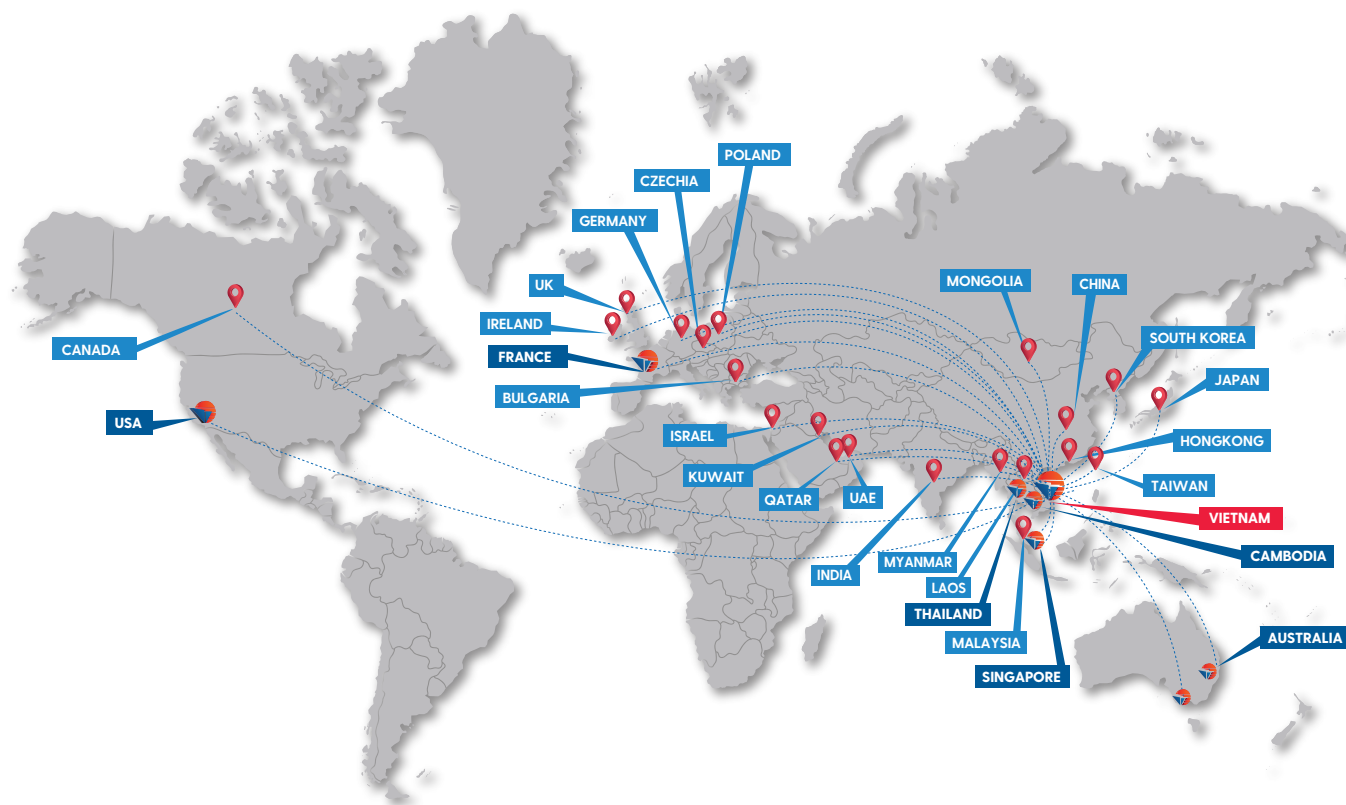 POLAND
CZECHIA
GERMANY
UK
MONGOLIA
CHINA
IRELAND
SOUTH KOREA
CANADA
FRANCE
JAPAN
BULGARIA
USA
ISRAEL
HONGKONG
KUWAIT
QATAR
UAE
TAIWAN
VIETNAM
CAMBODIA
MYANMAR
INDIA
LAOS
THAILAND
AUSTRALIA
MALAYSIA
SINGAPORE